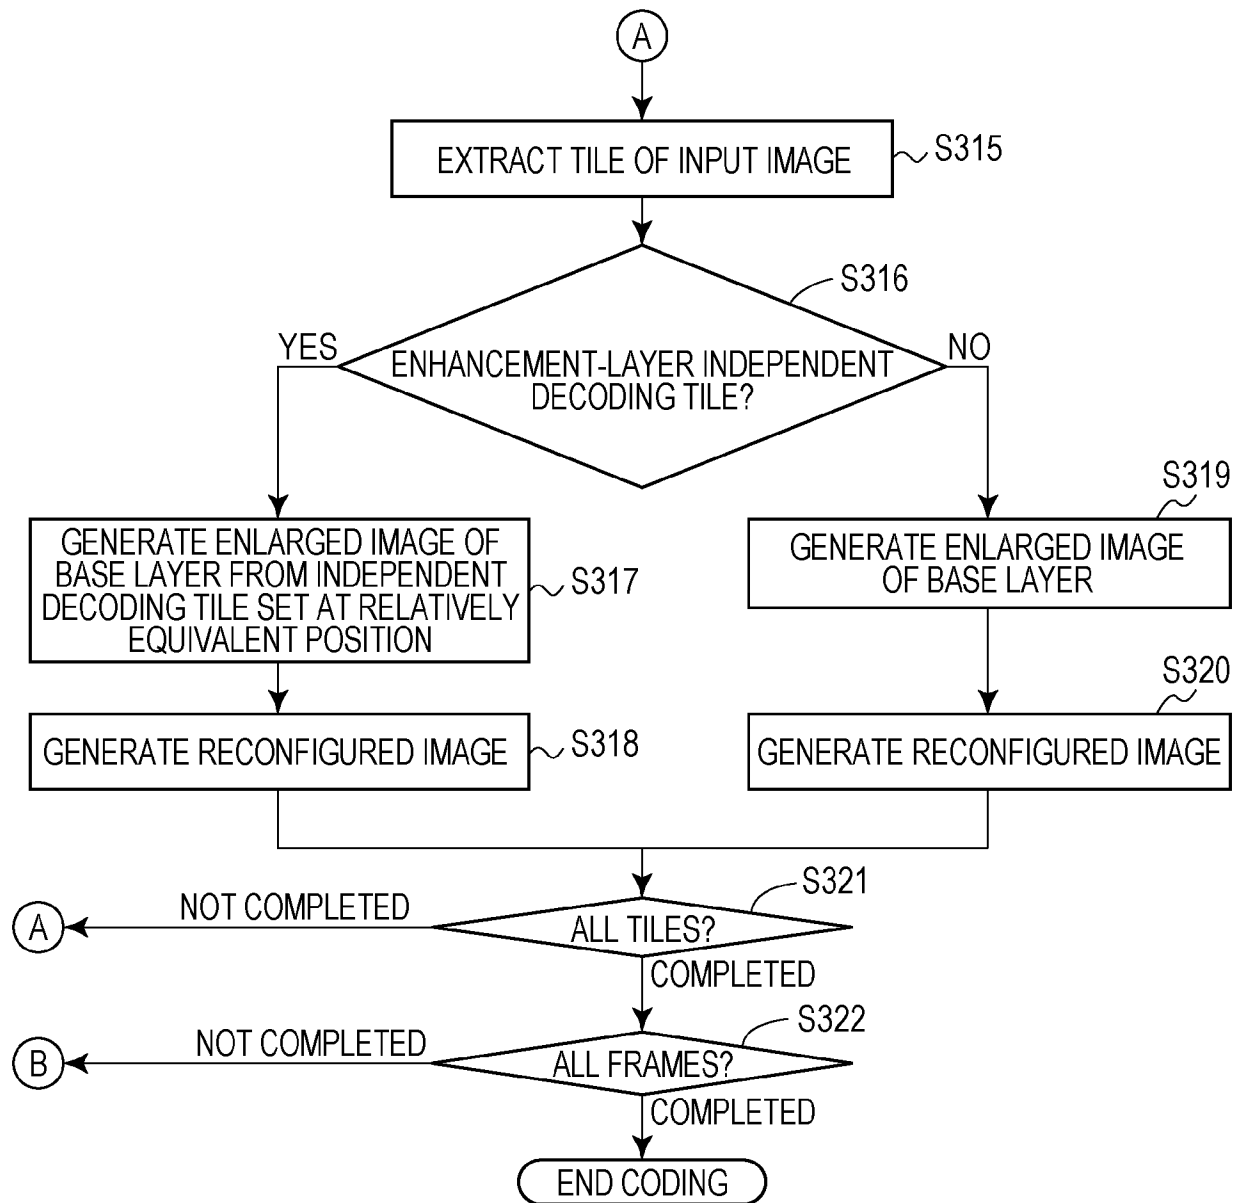 A
EXTRACT TILE OF INPUT IMAGE
S315
S316
YES
NO
ENHANCEMENT-LAYER INDEPENDENT
DECODING TILE?
GENERATE ENLARGED IMAGE OF
BASE LAYER FROM INDEPENDENT
DECODING TILE SET AT RELATIVELY
EQUIVALENT POSITION
S317
S319
GENERATE ENLARGED IMAGE
OF BASE LAYER
GENERATE RECONFIGURED IMAGE
S318
S320
GENERATE RECONFIGURED IMAGE
S321
A
NOT COMPLETED
ALL TILES?
COMPLETED
S322
B
NOT COMPLETED
ALL FRAMES?
COMPLETED
END CODING